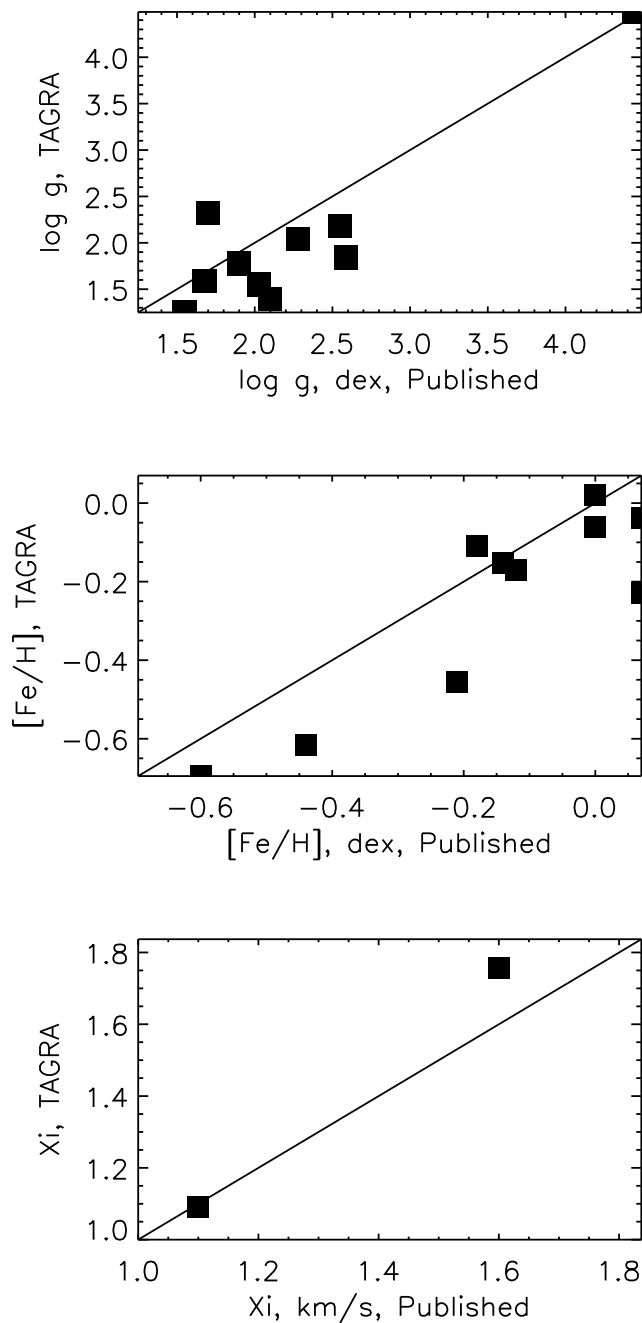 4.0
3.5
3.0
2.5
2.0
1.5
log g, TAGRA
1.5 2.0 2.5 3.0 3.5 4.0
log g, dex, Published
0.0
−0.2
−0.4
−0.6
[Fe/H], TAGRA
−0.6 −0.4 −0.2 0.0
[Fe/H], dex, Published
1.8
1.6
1.4
1.2
1.0
Xi, TAGRA
1.0 1.2 1.4 1.6 1.8
Xi, km/s, Published